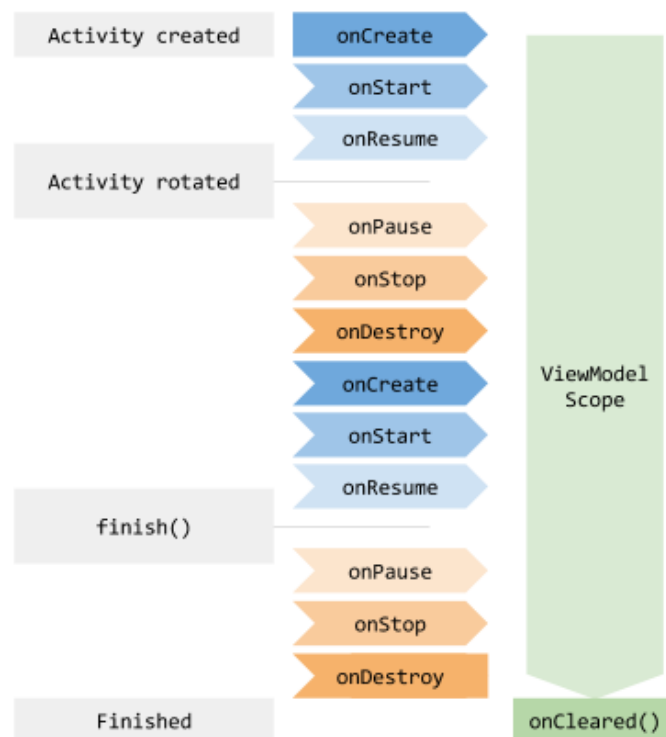 Activity created
onCreate
onStart
onResume
Activity rotated
onPause
onStop
onDestroy
onCreate
ViewModel
Scope
onStart
onResume
finish()
onPause
onStop
onDestroy
Finished
onCleared()